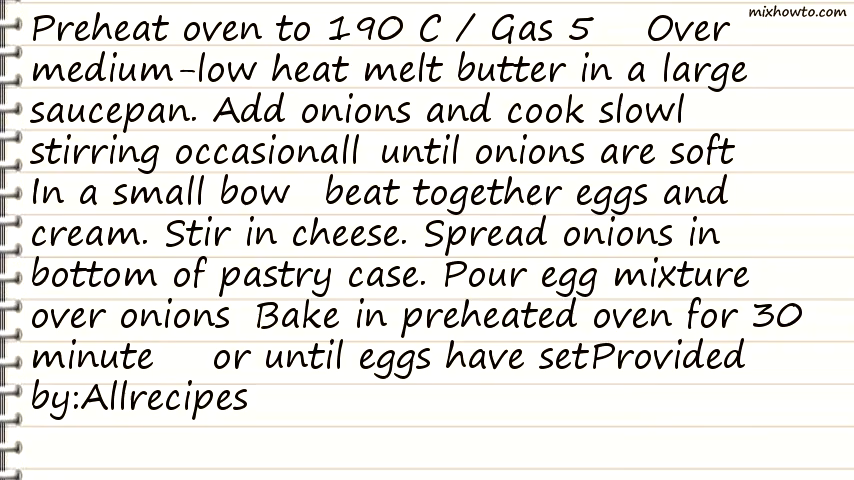 mixhowto.com
Preheat oven to 190 C / Gas 5 Over
medium-low heat melt butter in a large
saucepan. Add onions and cook slowl
stirring occasionall until onions are soft
In a small bow beat together eggs and
cream. Stir in cheese. Spread onions in
bottom of pastry case. Pour egg mixture
over onions Bake in preheated oven for 30
minute or until eggs have setProvided
by:Allrecipes